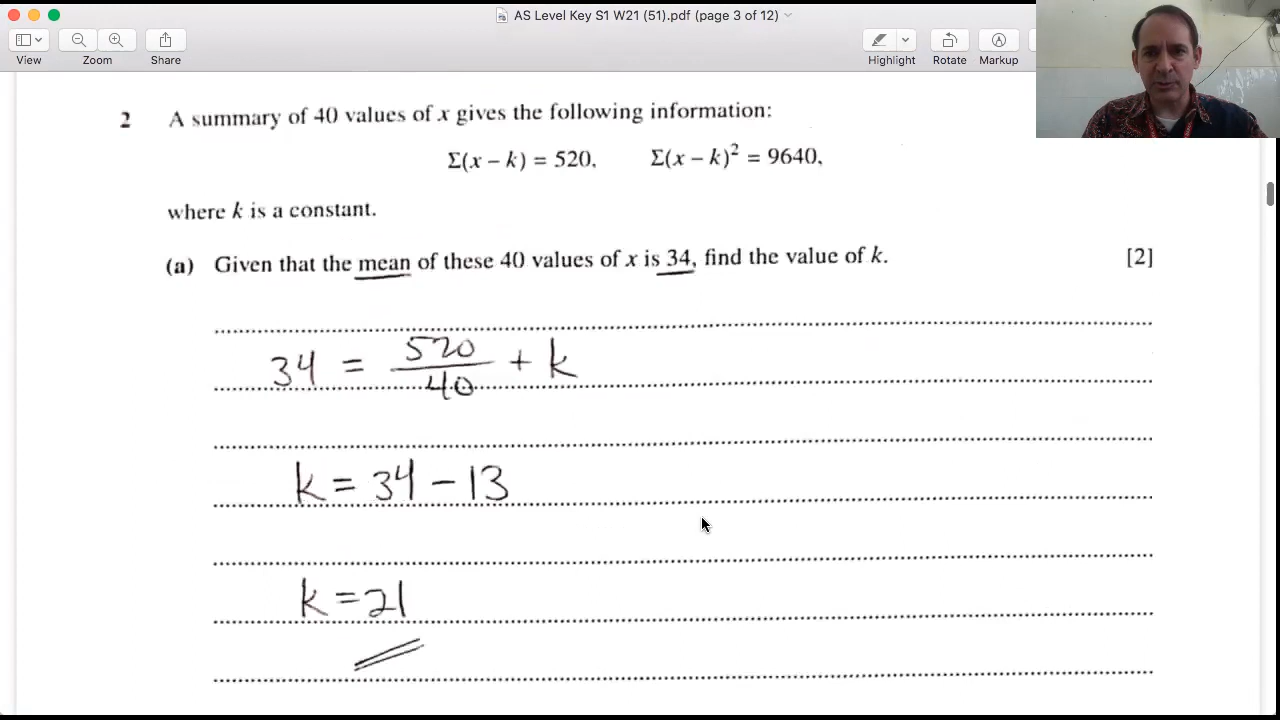 AS Level Key S1 W21 (51).pdf (page 3 of 12)
View Zoom Share Highlight Rotate Markup
2 A summary of 40 values of x gives the following information:
Σ(x – k) = 520, Σ(x – k)² = 9640,
where k is a constant.
(a) Given that the mean of these 40 values of x is 34, find the value of k. [2]
34 = 520/40 + k
k = 34 – 13
k = 21